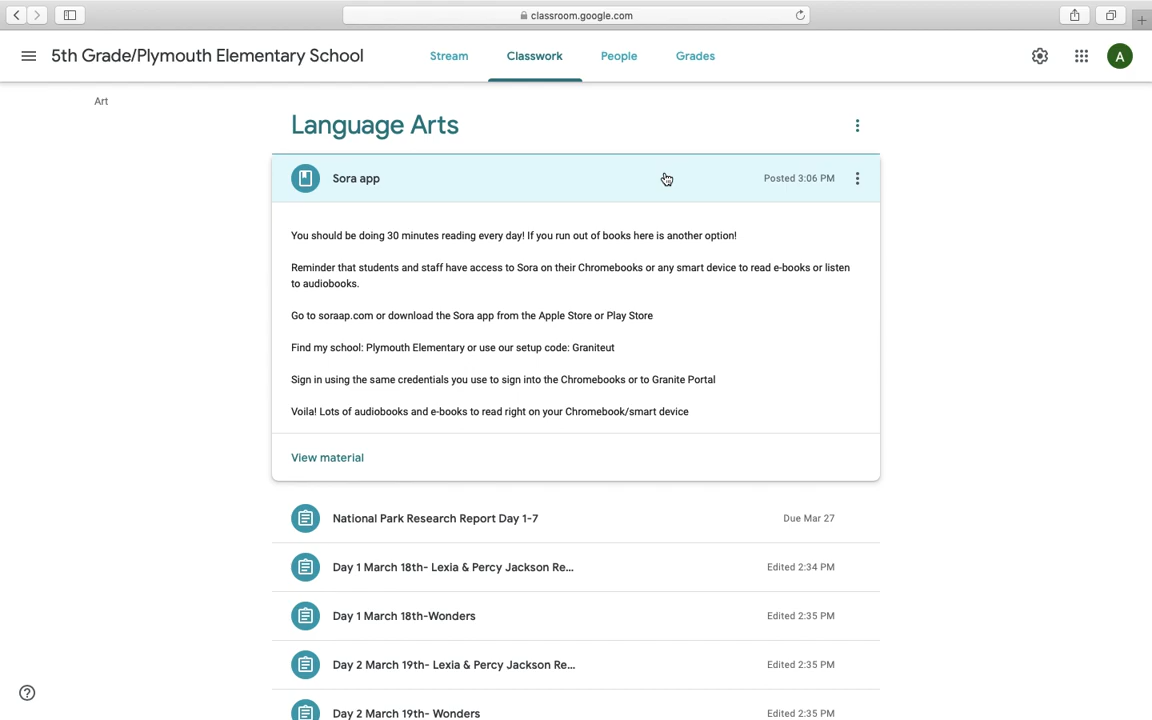 classroom.google.com
5th Grade/Plymouth Elementary School
Stream
Classwork
People
Grades
A
Art
Language Arts
Sora app
Posted 3:06 PM
You should be doing 30 minutes reading every day! If you run out of books here is another option!
Reminder that students and staff have access to Sora on their Chromebooks or any smart device to read e-books or listen
to audiobooks.
Go to soraap.com or download the Sora app from the Apple Store or Play Store
Find my school: Plymouth Elementary or use our setup code: Graniteut
Sign in using the same credentials you use to sign into the Chromebooks or to Granite Portal
Voila! Lots of audiobooks and e-books to read right on your Chromebook/smart device
View material
National Park Research Report Day 1-7
Due Mar 27
Day 1 March 18th- Lexia & Percy Jackson Re...
Edited 2:34 PM
Day 1 March 18th-Wonders
Edited 2:35 PM
Day 2 March 19th- Lexia & Percy Jackson Re...
Edited 2:35 PM
Day 2 March 19th- Wonders
Edited 2:35 PM